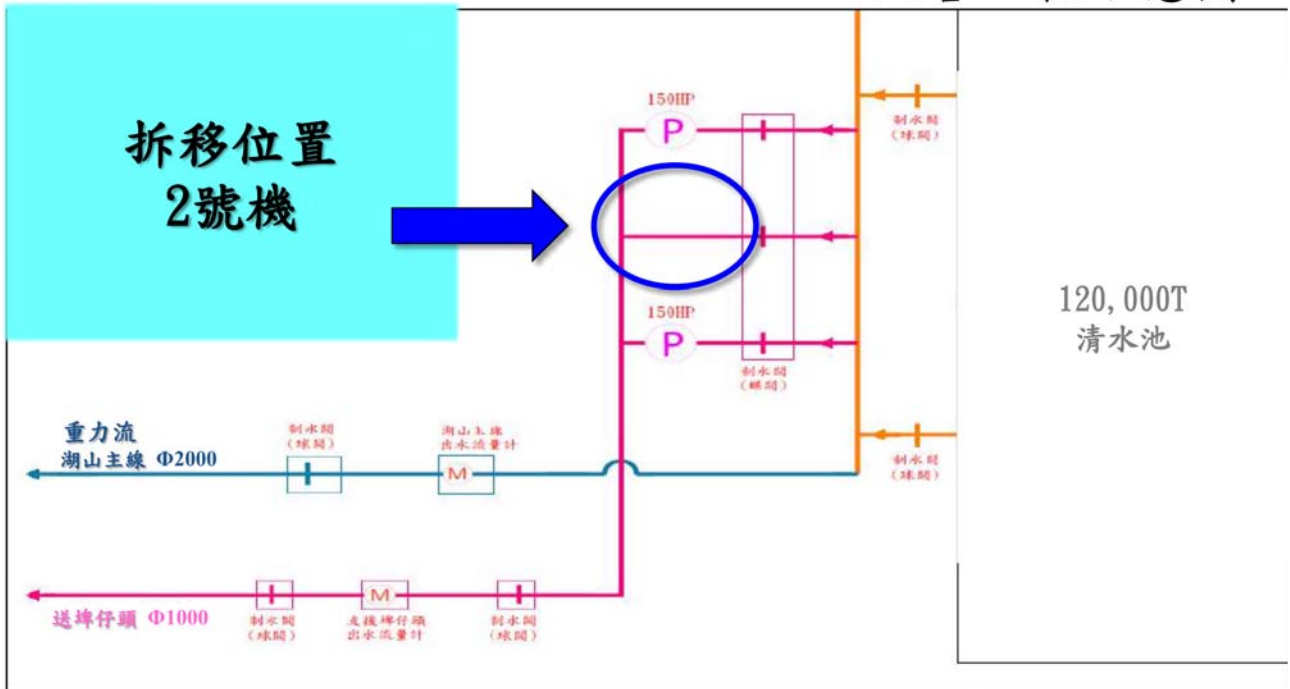 拆移位置
2號機
150HP
P
制水閥
(球閥)
150HP
P
制水閥
(蝶閥)
120,000T
清水池
重力流
湖山主線 Φ2000
制水閥
(球閥)
湖山主線
出水流量計
M
制水閥
(球閥)
送埤仔頭 Φ1000
制水閥
(球閥)
M
支援埤仔頭
出水流量計
制水閥
(球閥)